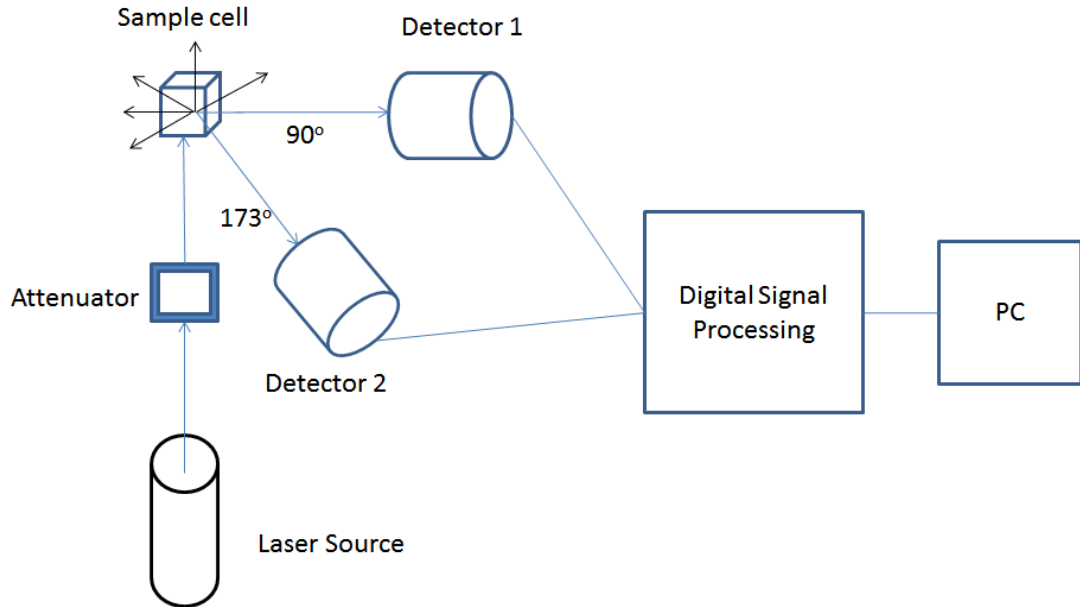 Sample cell
Detector 1
90°
173°
Attenuator
Digital Signal
Processing
PC
Detector 2
Laser Source